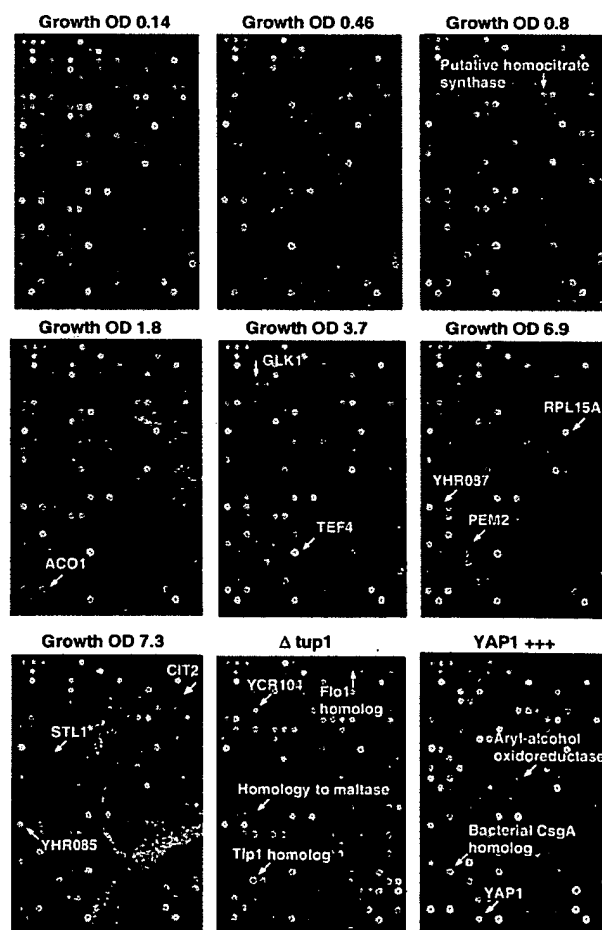 Growth OD 0.14
Growth OD 0.46
Growth OD 0.8
Putative homocitrate
synthase
Growth OD 1.8
Growth OD 3.7
Growth OD 6.9
GLK1*
RPL15A
YHR087
PEM2
TEF4
ACO1
Growth OD 7.3
Δ tup1
YAP1 +++
CIT2
YCR101
Flo1
homolog
STL1*
Aryl-alcohol
oxidoreductase
Homology to maltase
YHR085
Bacterial CsgA
homolog
Tip1 homolog
YAP1